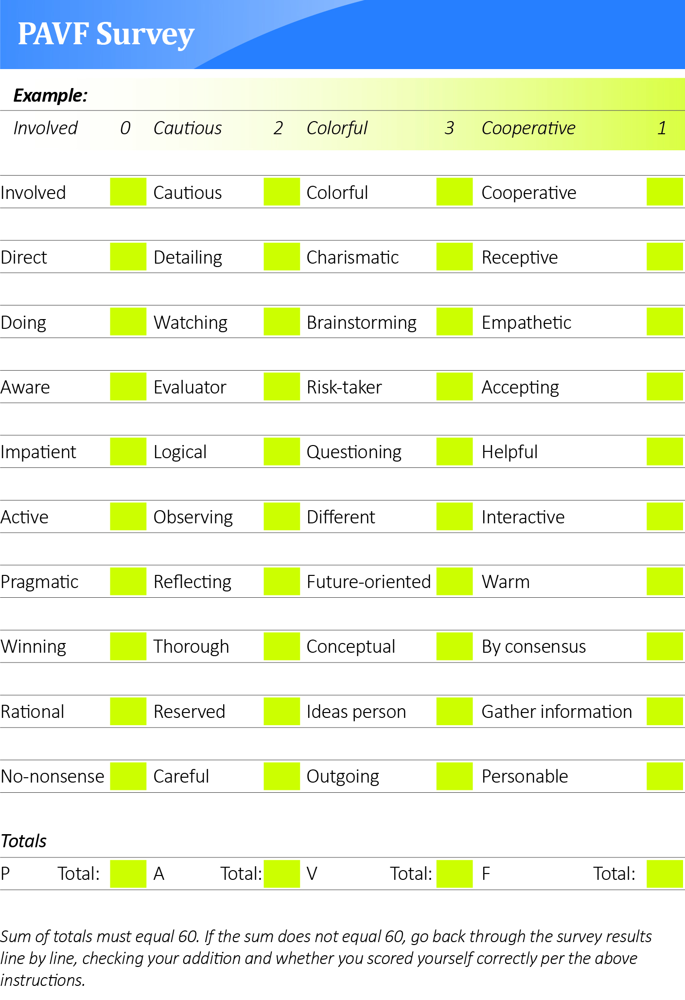 PAVF Survey
Example:
Involved 0 Cautious 2 Colorful 3 Cooperative 1
Involved Cautious Colorful Cooperative
Direct Detailing Charismatic Receptive
Doing Watching Brainstorming Empathetic
Aware Evaluator Risk-taker Accepting
Impatient Logical Questioning Helpful
Active Observing Different Interactive
Pragmatic Reflecting Future-oriented Warm
Winning Thorough Conceptual By consensus
Rational Reserved Ideas person Gather information
No-nonsense Careful Outgoing Personable
Totals
P Total: A Total: V Total: F Total:
Sum of totals must equal 60. If the sum does not equal 60, go back through the survey results
line by line, checking your addition and whether you scored yourself correctly per the above
instructions.